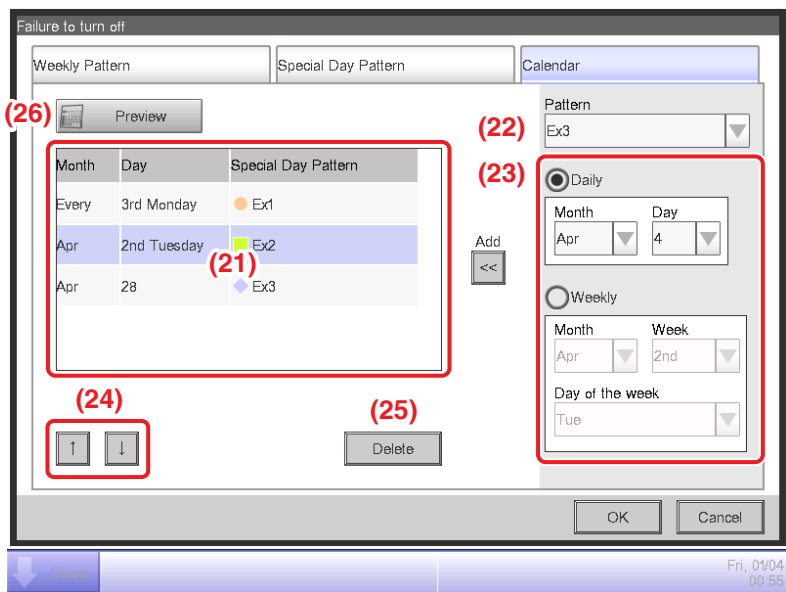 Failure to turn off
Weekly Pattern
Special Day Pattern
Calendar
(26)
Preview
Month Day Special Day Pattern
Every 3rd Monday Ex1
Apr 2nd Tuesday Ex2
(21)
Apr 28 Ex3
Add
<<
(22)
Pattern
Ex3
(23)
Daily
Month Day
Apr 4
Weekly
Month Week
Apr 2nd
Day of the week
Tue
(24)
↑ ↓
(25)
Delete
OK Cancel
Close
Fri, 01/04
00:55